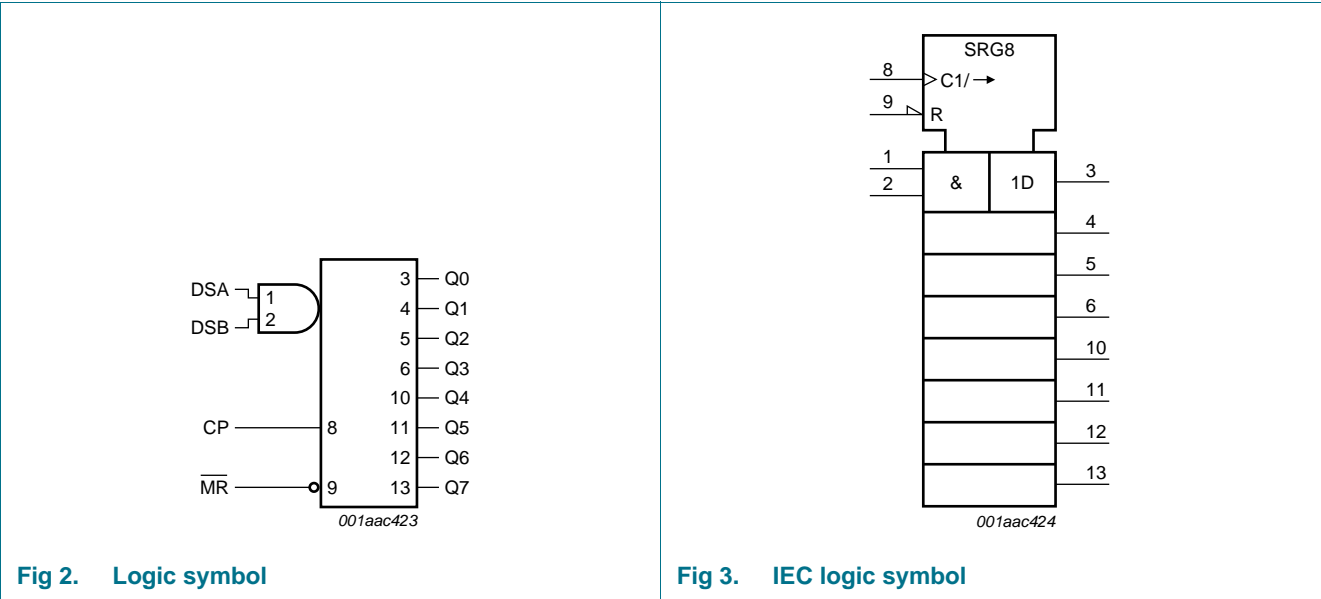 DSA
DSB
1
2
CP
8
MR
9
3 Q0
4 Q1
5 Q2
6 Q3
10 Q4
11 Q5
12 Q6
13 Q7
001aac423
Fig 2. Logic symbol
SRG8
8
C1/
9
R
1
2
&
1D
3
4
5
6
10
11
12
13
001aac424
Fig 3. IEC logic symbol